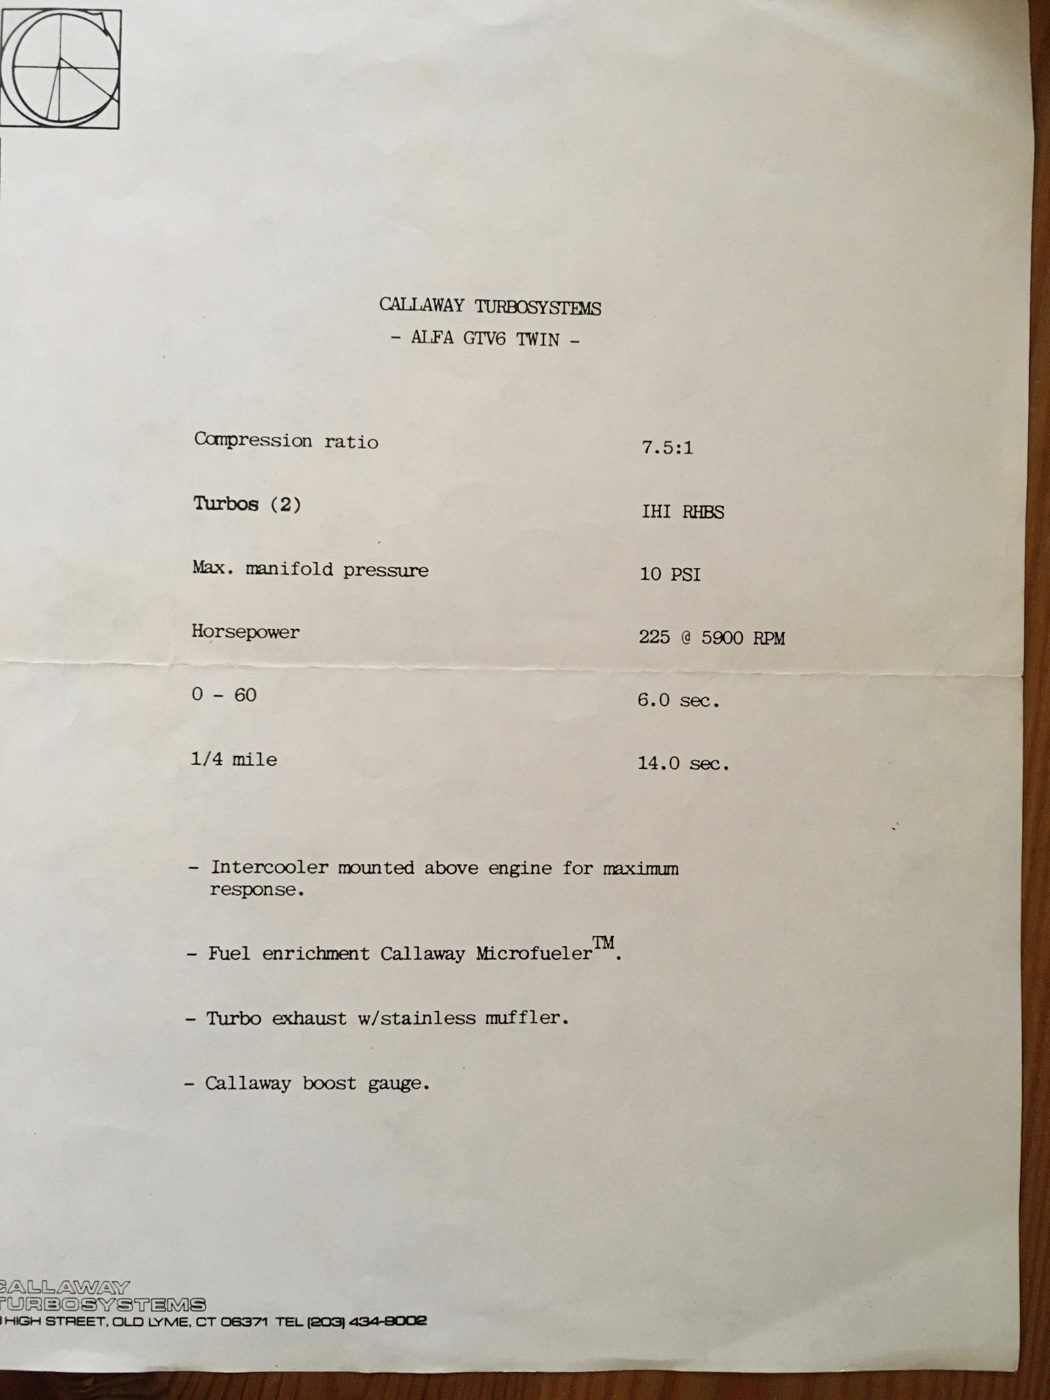 CALLAWAY TURBOSYSTEMS
- ALFA GTV6 TWIN -
Compression ratio 7.5:1
Turbos (2) IHI RHBS
Max. manifold pressure 10 PSI
Horsepower 225 @ 5900 RPM
0 - 60 6.0 sec.
1/4 mile 14.0 sec.
- Intercooler mounted above engine for maximum
response.
- Fuel enrichment Callaway Microfueler™.
- Turbo exhaust w/stainless muffler.
- Callaway boost gauge.
CALLAWAY
TURBOSYSTEMS
HIGH STREET, OLD LYME, CT 06371 TEL (203) 434-9002